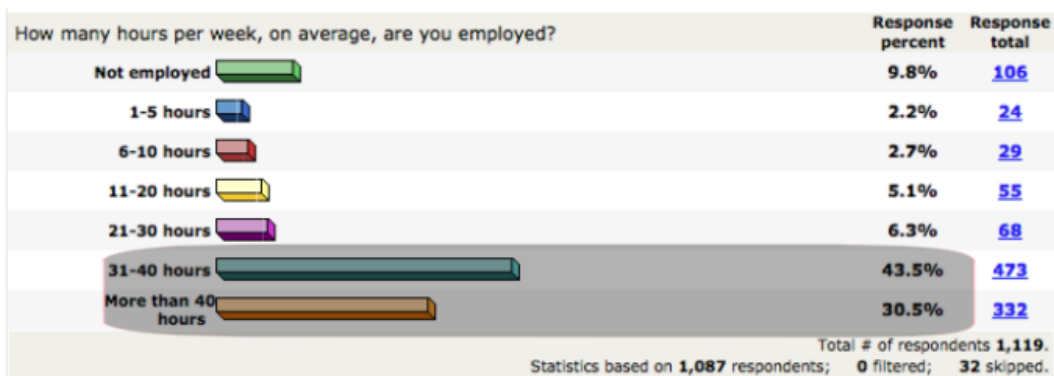 How many hours per week, on average, are you employed? Response percent Response total
Not employed 9.8% 106
1-5 hours 2.2% 24
6-10 hours 2.7% 29
11-20 hours 5.1% 55
21-30 hours 6.3% 68
31-40 hours 43.5% 473
More than 40 hours 30.5% 332
Total # of respondents 1,119.
Statistics based on 1,087 respondents; 0 filtered; 32 skipped.